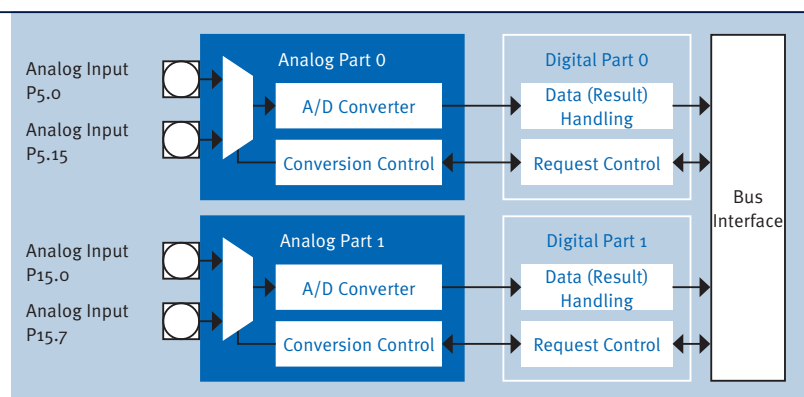 Analog Input
P5.0
Analog Input
P5.15
Analog Part 0
A/D Converter
Conversion Control
Digital Part 0
Data (Result)
Handling
Request Control
Analog Input
P15.0
Analog Input
P15.7
Analog Part 1
A/D Converter
Conversion Control
Digital Part 1
Data (Result)
Handling
Request Control
Bus
Interface